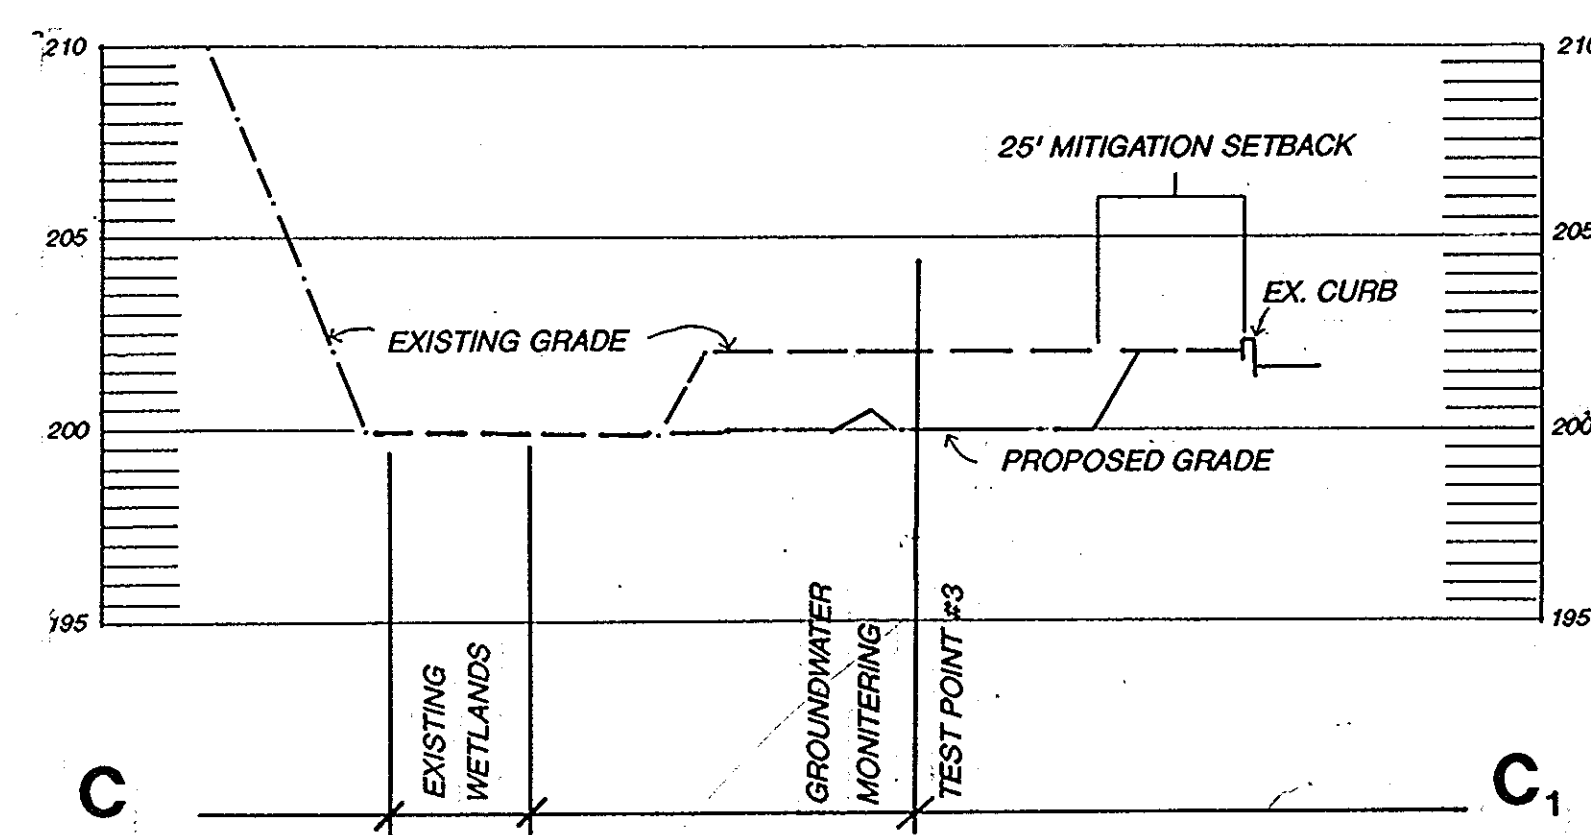 210
210
25' MITIGATION SETBACK
205
205
EX. CURB
EXISTING GRADE
200
200
PROPOSED GRADE
195
195
EXISTING
WETLANDS
GROUNDWATER
MONITERING
TEST POINT #3
C
C1